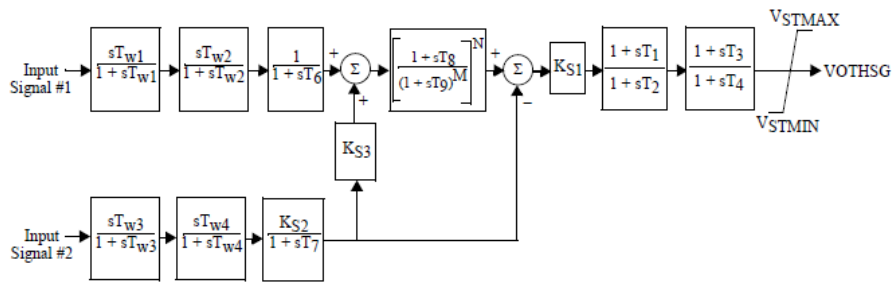 Input
Signal #1
sTw1
1 + sTw1
sTw2
1 + sTw2
1
1 + sT6
+
Σ
+
KS3
[1 + sT8
(1 + sT9)M]N
+
Σ
−
KS1
1 + sT1
1 + sT2
1 + sT3
1 + sT4
VSTMAX
VSTMIN
VOTHSG
Input
Signal #2
sTw3
1 + sTw3
sTw4
1 + sTw4
KS2
1 + sT7